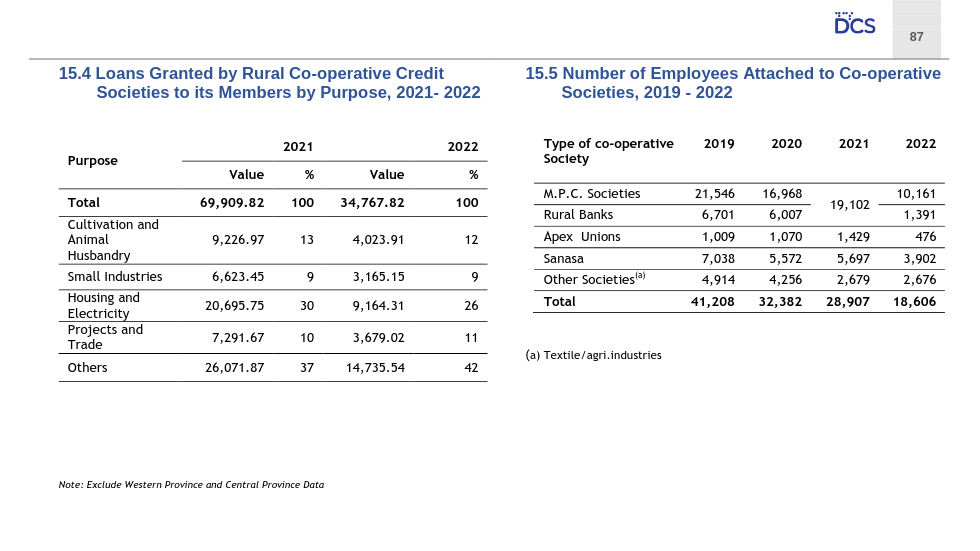 DCS
87
15.4 Loans Granted by Rural Co-operative Credit
Societies to its Members by Purpose, 2021- 2022
Purpose 2021 2022
Value % Value %
Total 69,909.82 100 34,767.82 100
Cultivation and
Animal
Husbandry 9,226.97 13 4,023.91 12
Small Industries 6,623.45 9 3,165.15 9
Housing and
Electricity 20,695.75 30 9,164.31 26
Projects and
Trade 7,291.67 10 3,679.02 11
Others 26,071.87 37 14,735.54 42
Note: Exclude Western Province and Central Province Data
15.5 Number of Employees Attached to Co-operative
Societies, 2019 - 2022
Type of co-operative 2019 2020 2021 2022
Society
M.P.C. Societies 21,546 16,968 19,102 10,161
Rural Banks 6,701 6,007 1,391
Apex Unions 1,009 1,070 1,429 476
Sanasa 7,038 5,572 5,697 3,902
Other Societies(a) 4,914 4,256 2,679 2,676
Total 41,208 32,382 28,907 18,606
(a) Textile/agri.industries